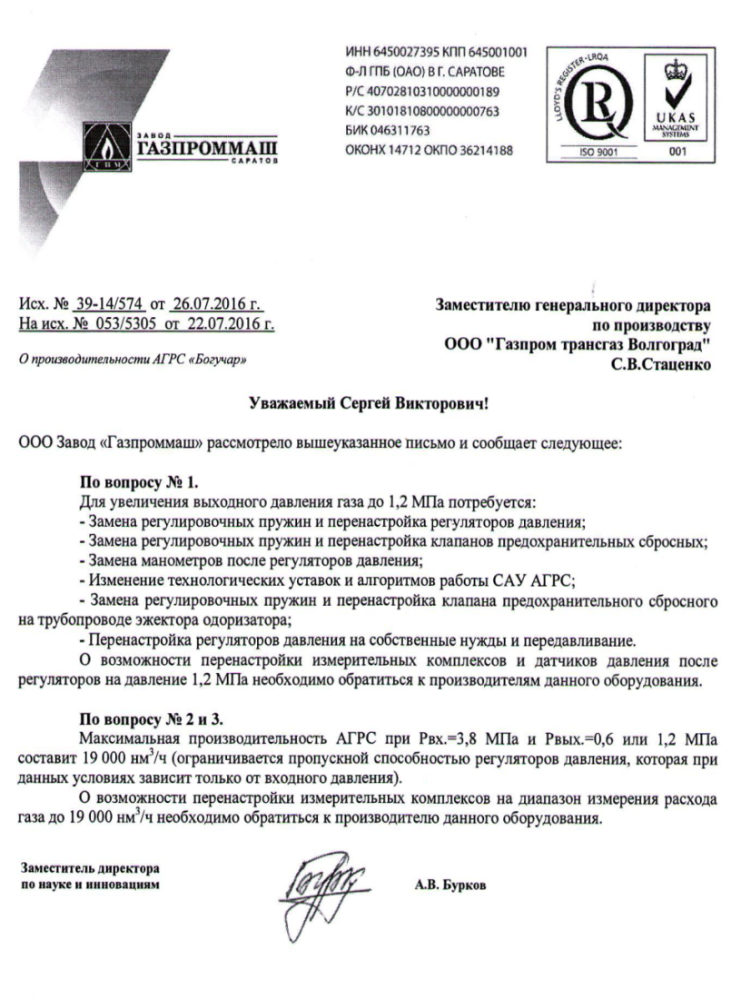 ЗАВОД
ГАЗПРОММАШ
САРАТОВ
ГПМ
ИНН 6450027395 КПП 645001001
Ф-Л ГПБ (ОАО) В Г. САРАТОВЕ
Р/С 40702810310000000189
К/С 30101810800000000763
БИК 046311763
ОКОНХ 14712 ОКПО 36214188
LLOYD'S REGISTER-LRQA
ISO 9001
UKAS
MANAGEMENT
SYSTEMS
001
Исх. № 39-14/574 от 26.07.2016 г.
На исх. № 053/5305 от 22.07.2016 г.
О производительности АГРС «Богучар»
Заместителю генерального директора
по производству
ООО "Газпром трансгаз Волгоград"
С.В.Стаценко
Уважаемый Сергей Викторович!
ООО Завод «Газпроммаш» рассмотрело вышеуказанное письмо и сообщает следующее:
По вопросу № 1.
Для увеличения выходного давления газа до 1,2 МПа потребуется:
- Замена регулировочных пружин и перенастройка регуляторов давления;
- Замена регулировочных пружин и перенастройка клапанов предохранительных сбросных;
- Замена манометров после регуляторов давления;
- Изменение технологических уставок и алгоритмов работы САУ АГРС;
- Замена регулировочных пружин и перенастройка клапана предохранительного сбросного
на трубопроводе эжектора одоризатора;
- Перенастройка регуляторов давления на собственные нужды и передавливание.
О возможности перенастройки измерительных комплексов и датчиков давления после
регуляторов на давление 1,2 МПа необходимо обратиться к производителям данного оборудования.
По вопросу № 2 и 3.
Максимальная производительность АГРС при Рвх.=3,8 МПа и Рвых.=0,6 или 1,2 МПа
составит 19 000 нм³/ч (ограничивается пропускной способностью регуляторов давления, которая при
данных условиях зависит только от входного давления).
О возможности перенастройки измерительных комплексов на диапазон измерения расхода
газа до 19 000 нм³/ч необходимо обратиться к производителю данного оборудования.
Заместитель директора
по науке и инновациям
А.В. Бурков